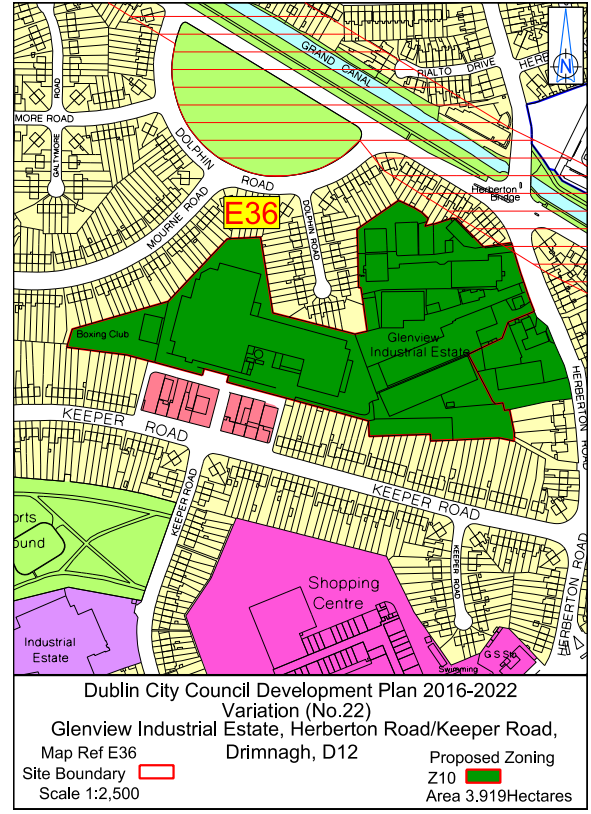 GRAND CANAL
RIALTO DRIVE
HERB
N
ROAD
MORE ROAD
GALTYMORE
DOLPHIN
ROAD
MOURNE ROAD
E36
DOLPHIN ROAD
Herberton
Bridge
Boxing Club
Glenview
Industrial Estate
HERBERTON ROAD
KEEPER ROAD
KEEPER ROAD
KEEPER ROAD
KEEPER ROAD
HERBERTON ROAD
orts
ound
Shopping
Centre
Industrial
Estate
G S Stn
Swimming
Dublin City Council Development Plan 2016-2022
Variation (No.22)
Glenview Industrial Estate, Herberton Road/Keeper Road,
Drimnagh, D12
Map Ref E36
Site Boundary
Scale 1:2,500
Proposed Zoning
Z10
Area 3.919Hectares